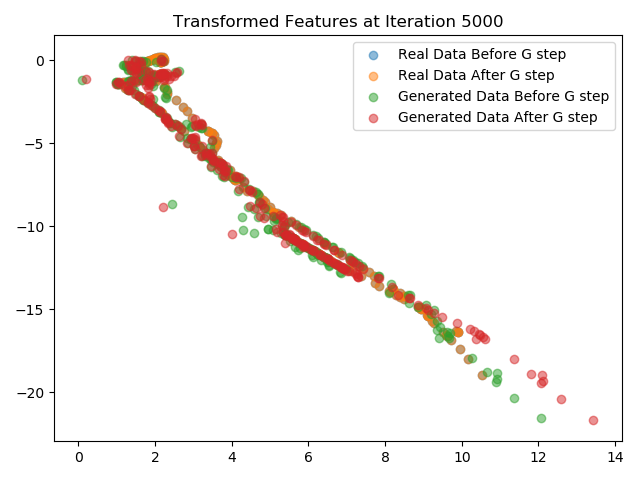 Transformed Features at Iteration 5000
Real Data Before G step
Real Data After G step
Generated Data Before G step
Generated Data After G step
0
−5
−10
−15
−20
0 2 4 6 8 10 12 14